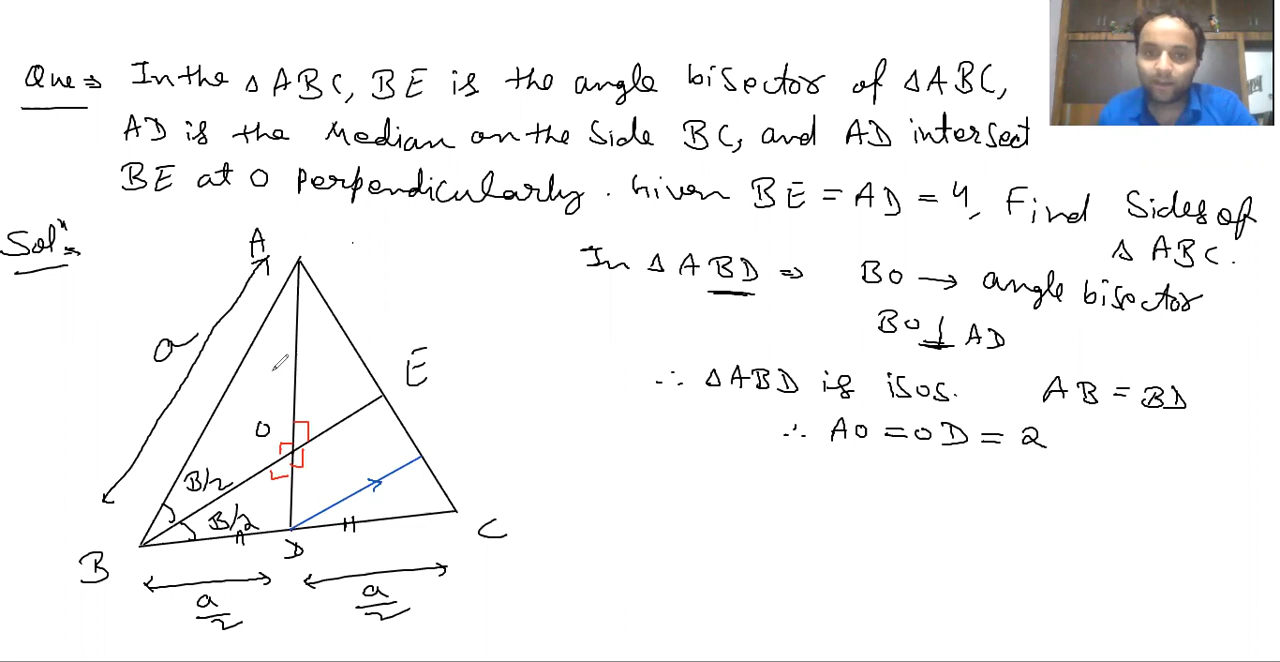 Que ⇒ In the △ ABC, BE is the angle bisector of △ABC,
AD is the Median on the Side BC, and AD intersect
BE at O Perpendicularly. Given BE = AD = 4, Find Sides of
△ ABC.
Solⁿ =
A
In △ ABD ⇒ BO → angle bisector
BO ⊥ AD
a
E
∴ △ABD is isos. AB = BD
O
∴ AO = OD = 2
B/2
B/2
B
D
C
a/2
a/2